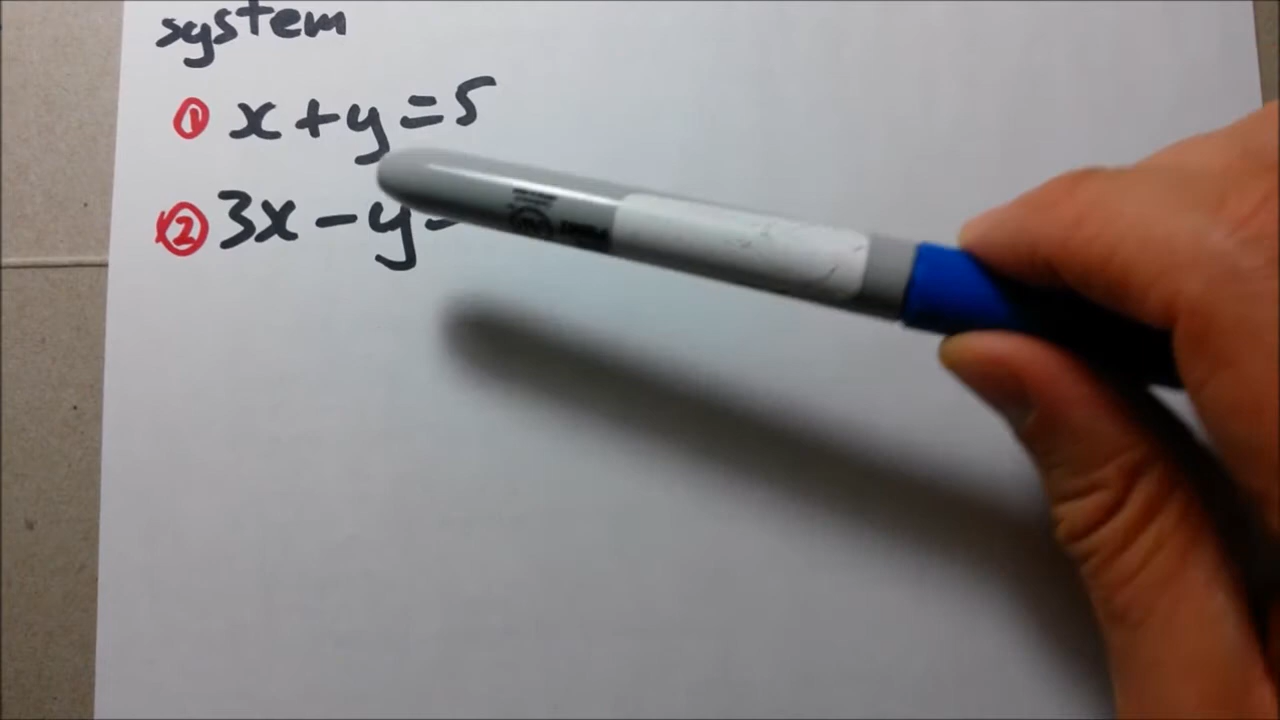 system
① x+y=5
② 3x-y=